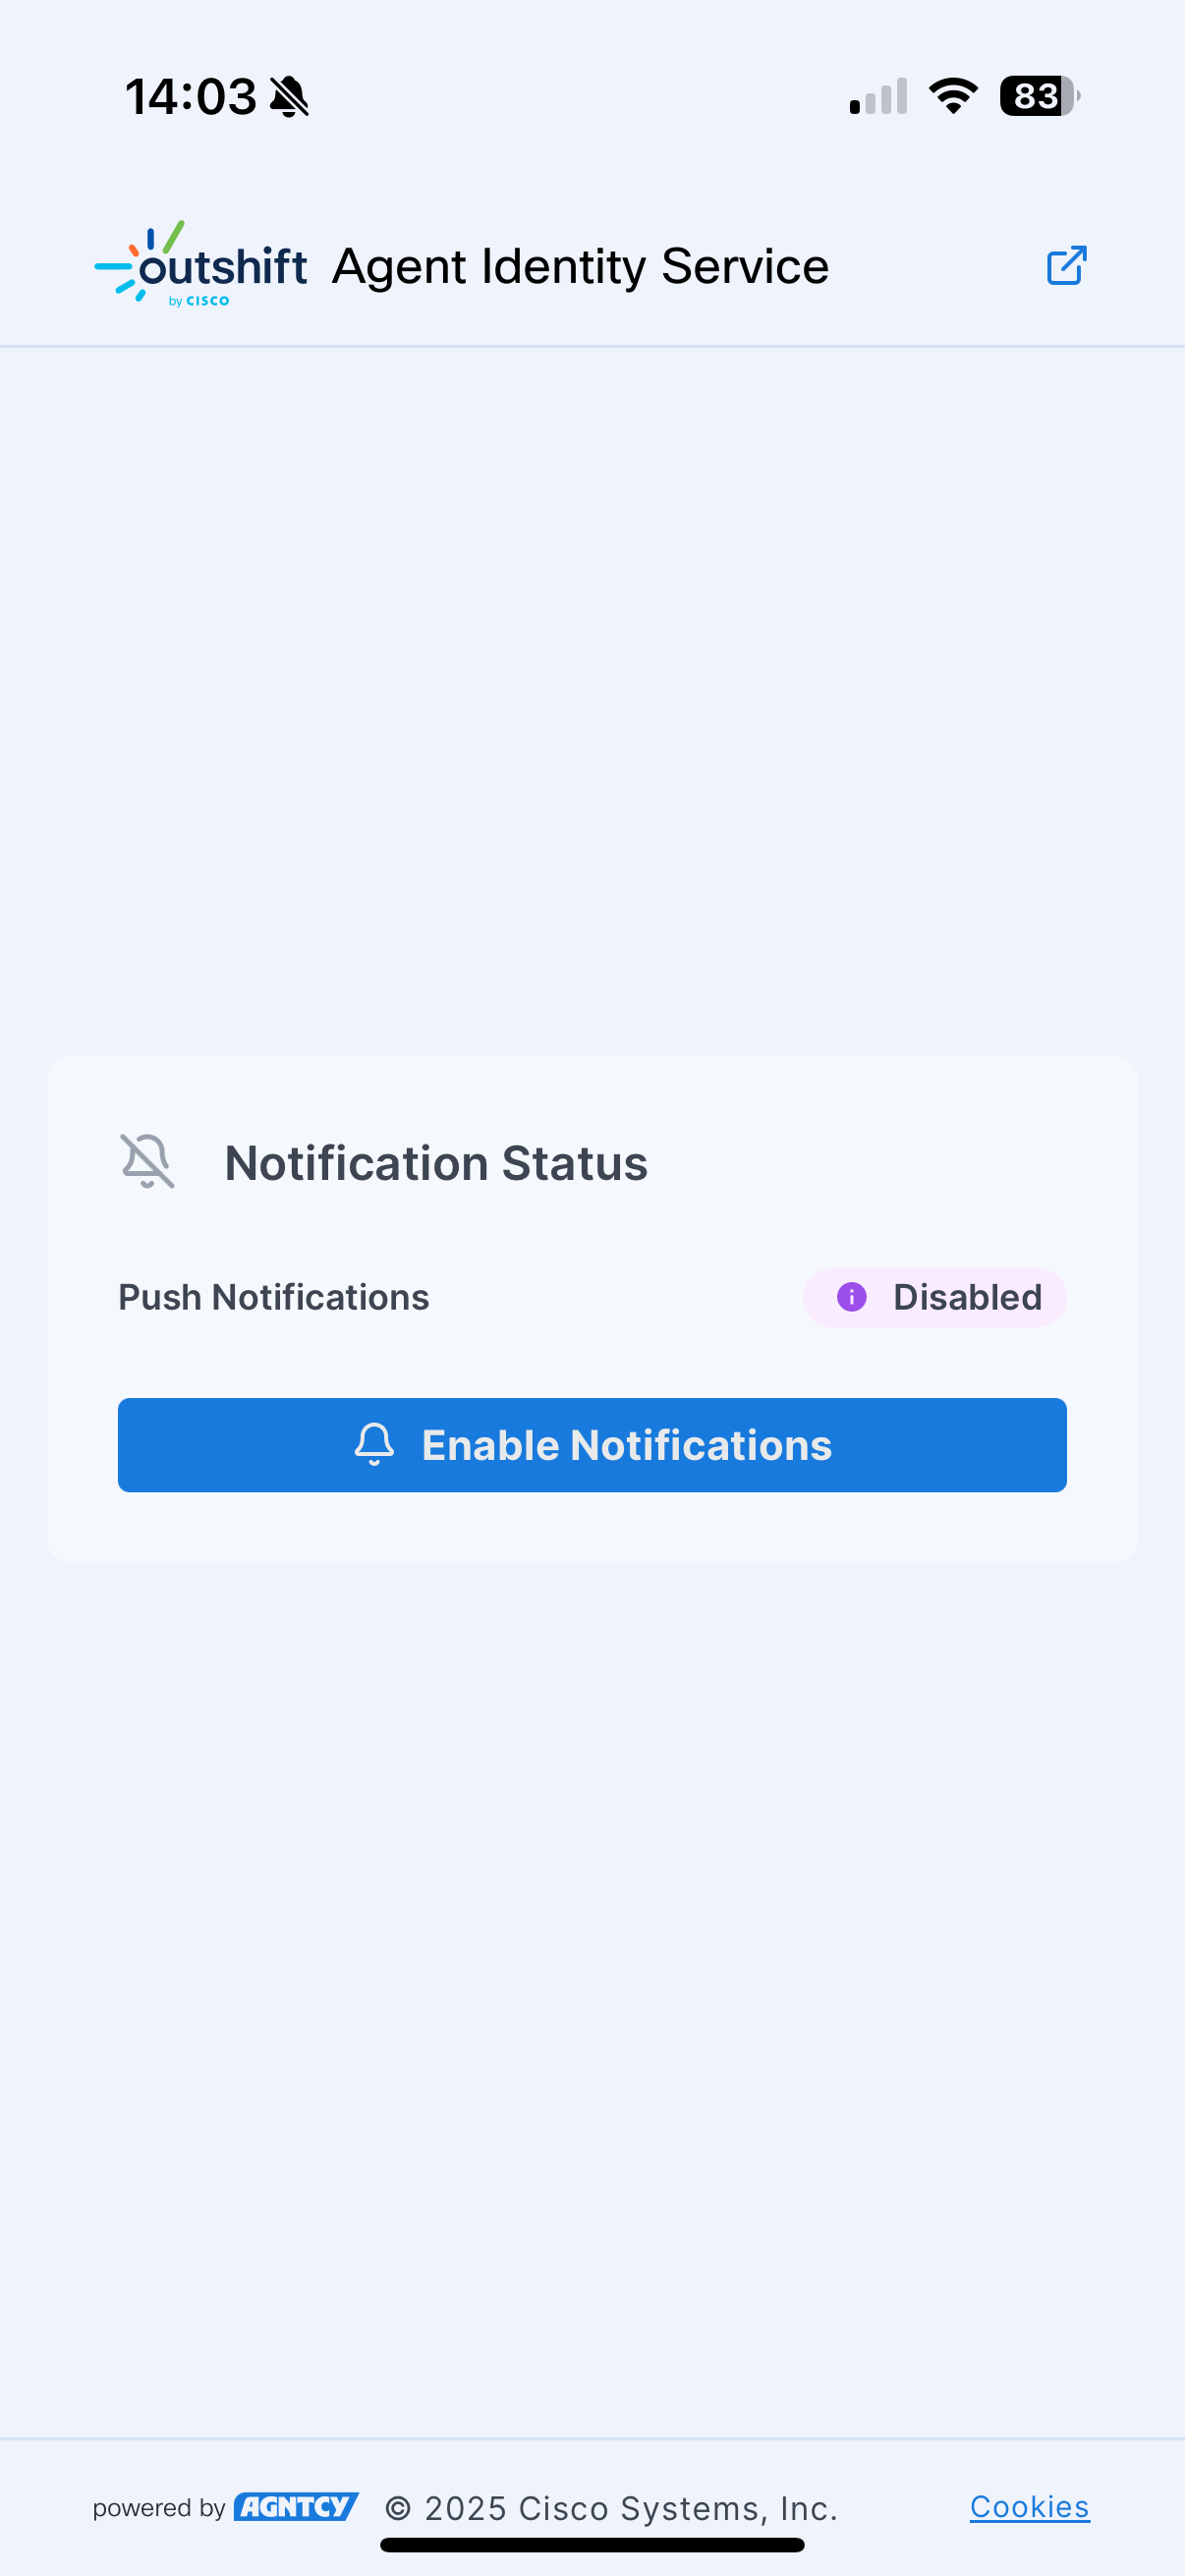 14:03
83
outshift
by CISCO
Agent Identity Service
Notification Status
Push Notifications
Disabled
Enable Notifications
powered by AGNTCY © 2025 Cisco Systems, Inc.
Cookies